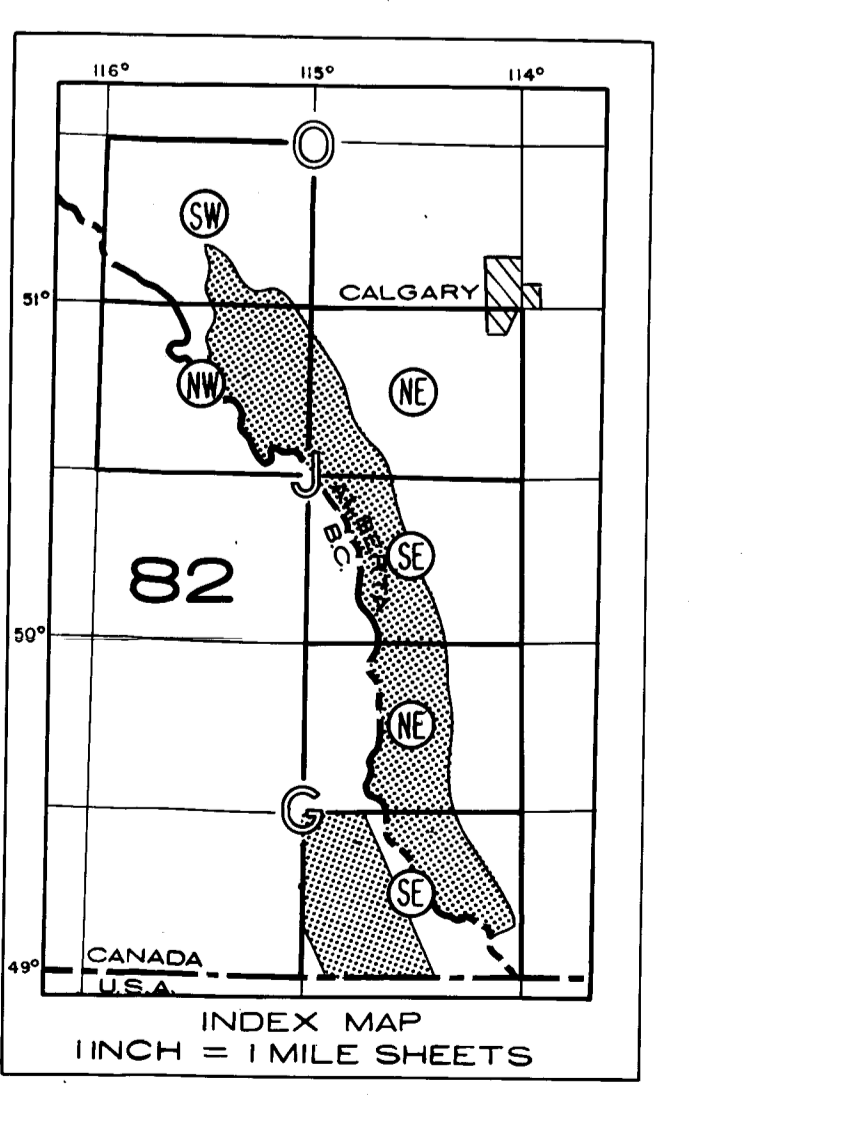 116° 115° 114°
O
SW
51°
CALGARY
NW
NE
J
ALBERTA
B.C.
SE
82
50°
NE
G
SE
CANADA
49°
U.S.A.
INDEX MAP
1 INCH = 1 MILE SHEETS